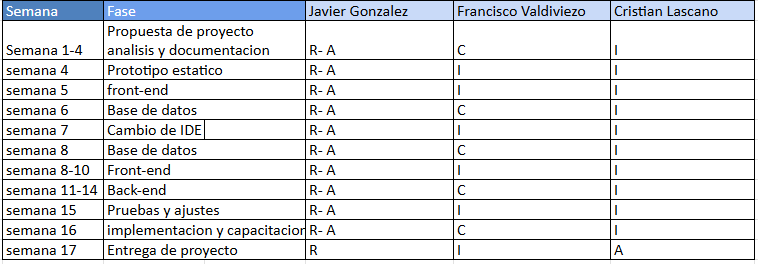 Semana Fase Javier Gonzalez Francisco Valdiviezo Cristian Lascano
Propuesta de proyecto
Semana 1-4 analisis y documentacion R- A C I
semana 4 Prototipo estatico R- A I I
semana 5 front-end R- A I I
semana 6 Base de datos R- A C I
semana 7 Cambio de IDE R- A I I
semana 8 Base de datos R- A C I
semana 8-10 Front-end R- A I I
semana 11-14 Back-end R- A C I
semana 15 Pruebas y ajustes R- A I I
semana 16 implementacion y capacitacion R- A C I
semana 17 Entrega de proyecto R I A